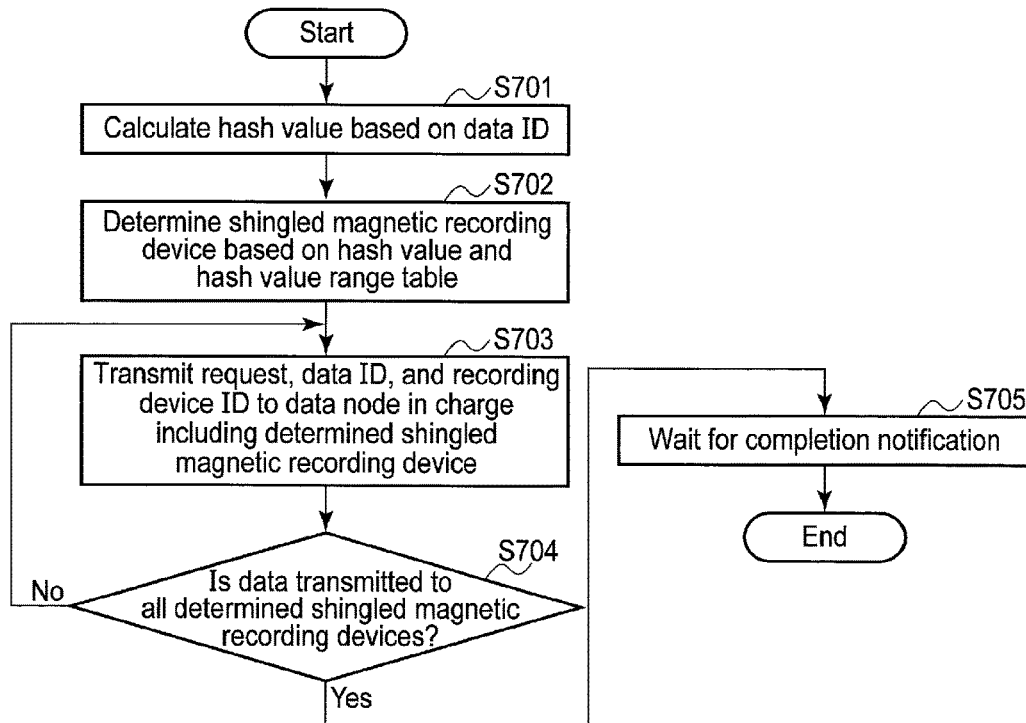 Start
S701
Calculate hash value based on data ID
S702
Determine shingled magnetic recording
device based on hash value and
hash value range table
S703
Transmit request, data ID, and recording
device ID to data node in charge
including determined shingled
magnetic recording device
S704
Is data transmitted to
all determined shingled magnetic
recording devices?
No
Yes
S705
Wait for completion notification
End